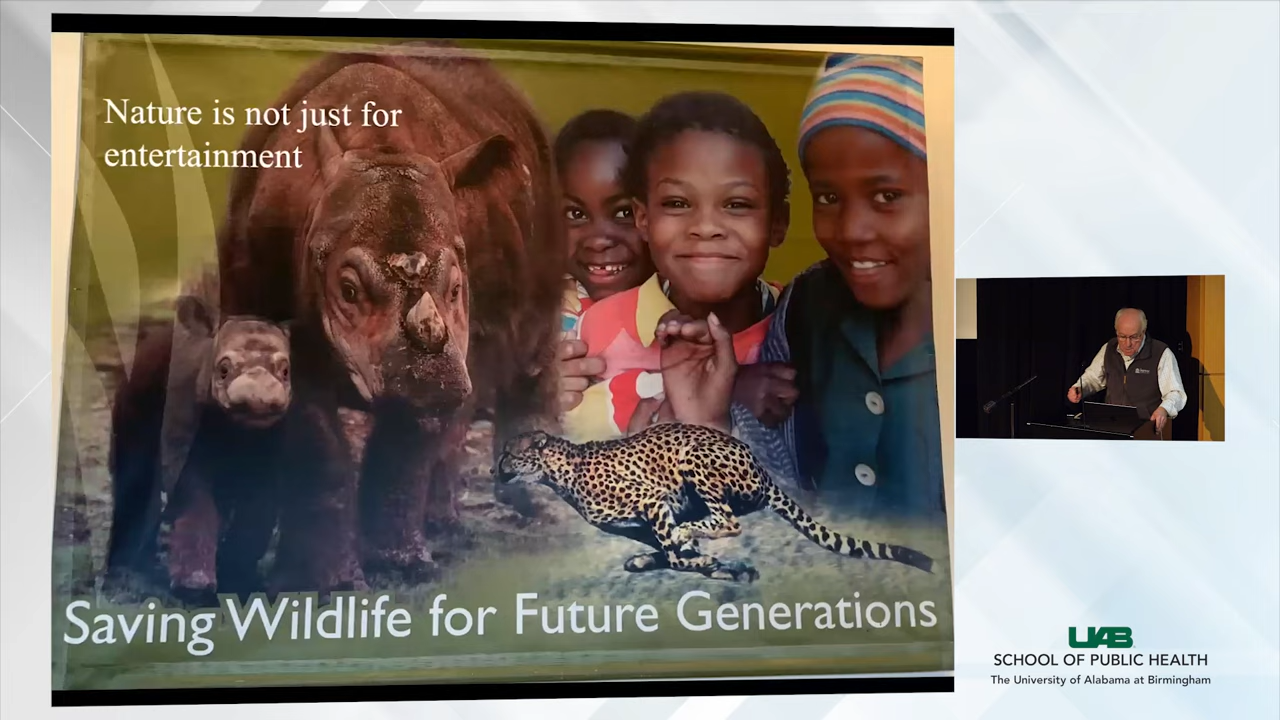 Nature is not just for
entertainment
Saving Wildlife for Future Generations
UAB
SCHOOL OF PUBLIC HEALTH
The University of Alabama at Birmingham